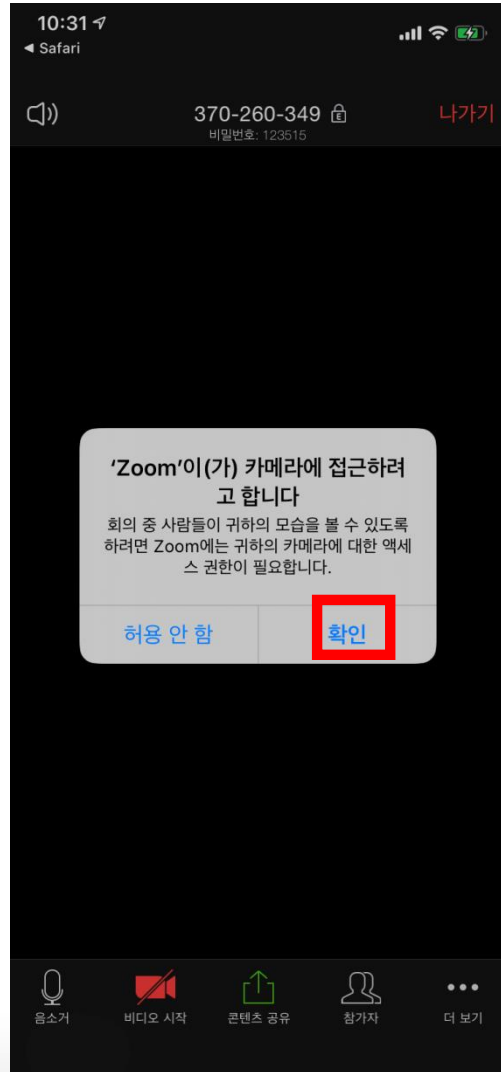 10:31
◀ Safari
370-260-349
비밀번호: 123515
나가기
‘Zoom’이(가) 카메라에 접근하려
고 합니다
회의 중 사람들이 귀하의 모습을 볼 수 있도록
하려면 Zoom에는 귀하의 카메라에 대한 액세
스 권한이 필요합니다.
허용 안 함
확인
음소거
비디오 시작
콘텐츠 공유
참가자
더 보기